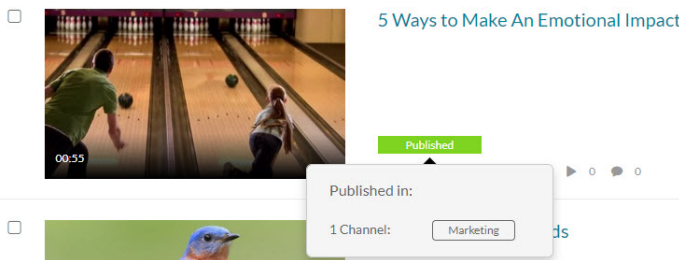 5 Ways to Make An Emotional Impact
00:55
Published
0 0
Published in:
1 Channel: Marketing
ds